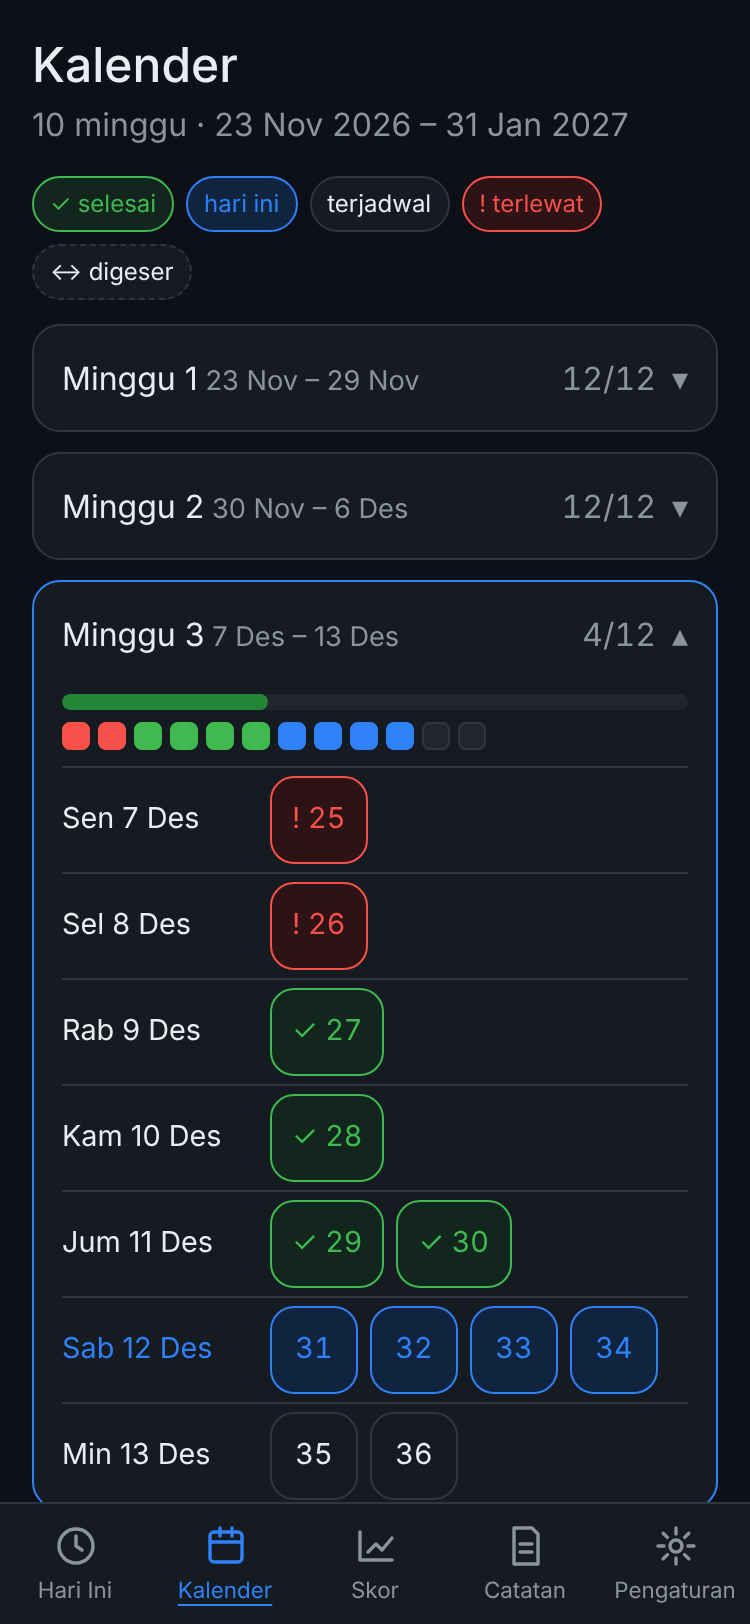 Kalender
10 minggu · 23 Nov 2026 – 31 Jan 2027
✓ selesai hari ini terjadwal ! terlewat
↔ digeser
Minggu 1 23 Nov – 29 Nov 12/12 ▼
Minggu 2 30 Nov – 6 Des 12/12 ▼
Minggu 3 7 Des – 13 Des 4/12 ▲
Sen 7 Des ! 25
Sel 8 Des ! 26
Rab 9 Des ✓ 27
Kam 10 Des ✓ 28
Jum 11 Des ✓ 29 ✓ 30
Sab 12 Des 31 32 33 34
Min 13 Des 35 36
Hari Ini Kalender Skor Catatan Pengaturan